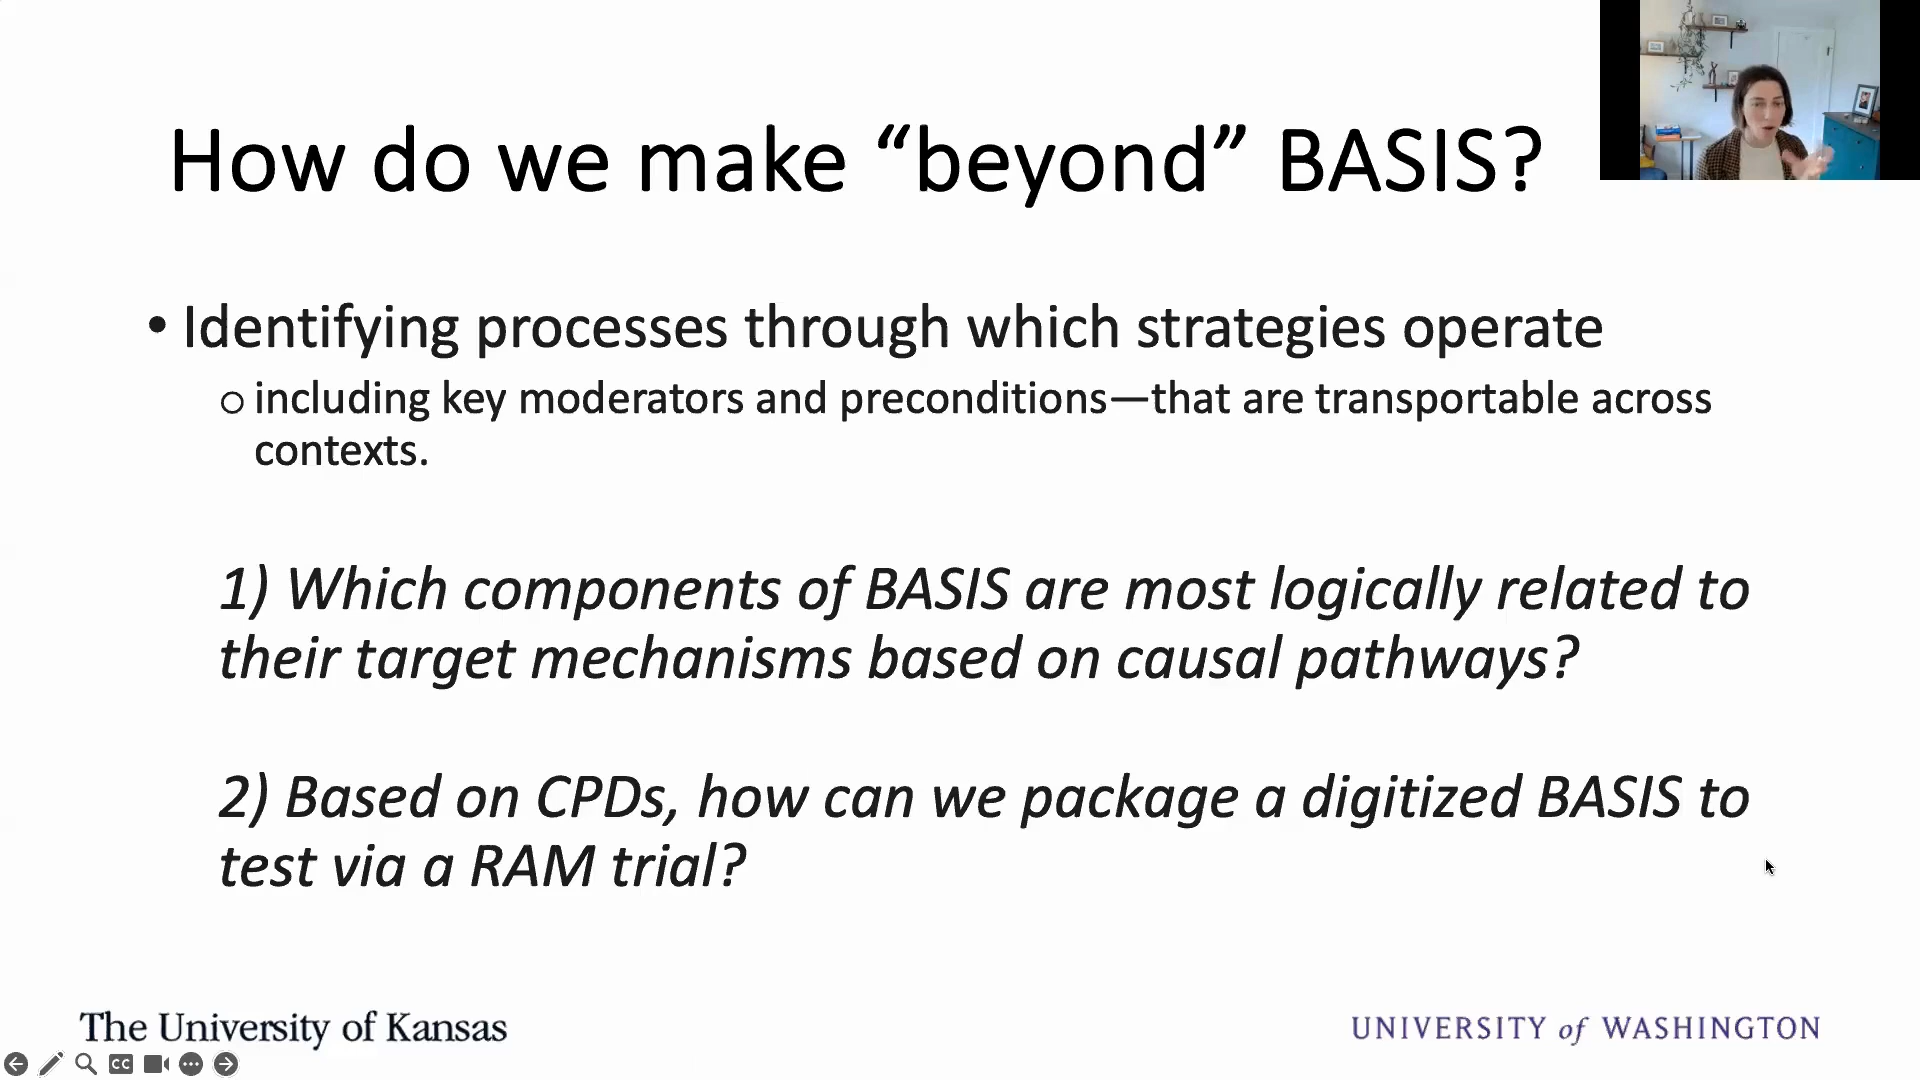 How do we make “beyond” BASIS?
• Identifying processes through which strategies operate
o including key moderators and preconditions—that are transportable across
contexts.
1) Which components of BASIS are most logically related to
their target mechanisms based on causal pathways?
2) Based on CPDs, how can we package a digitized BASIS to
test via a RAM trial?
The University of Kansas
UNIVERSITY of WASHINGTON
CC